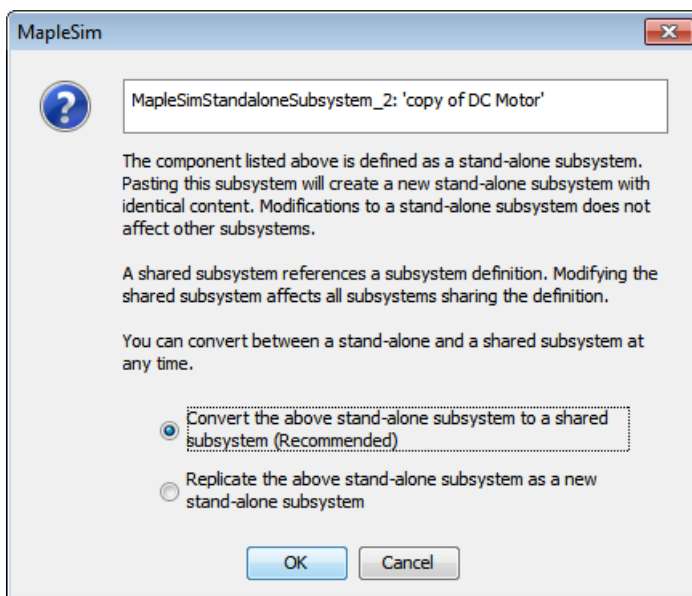 MapleSim
MapleSimStandaloneSubsystem_2: 'copy of DC Motor'
The component listed above is defined as a stand-alone subsystem.
Pasting this subsystem will create a new stand-alone subsystem with
identical content. Modifications to a stand-alone subsystem does not
affect other subsystems.
A shared subsystem references a subsystem definition. Modifying the
shared subsystem affects all subsystems sharing the definition.
You can convert between a stand-alone and a shared subsystem at
any time.
Convert the above stand-alone subsystem to a shared
subsystem (Recommended)
Replicate the above stand-alone subsystem as a new
stand-alone subsystem
OK Cancel